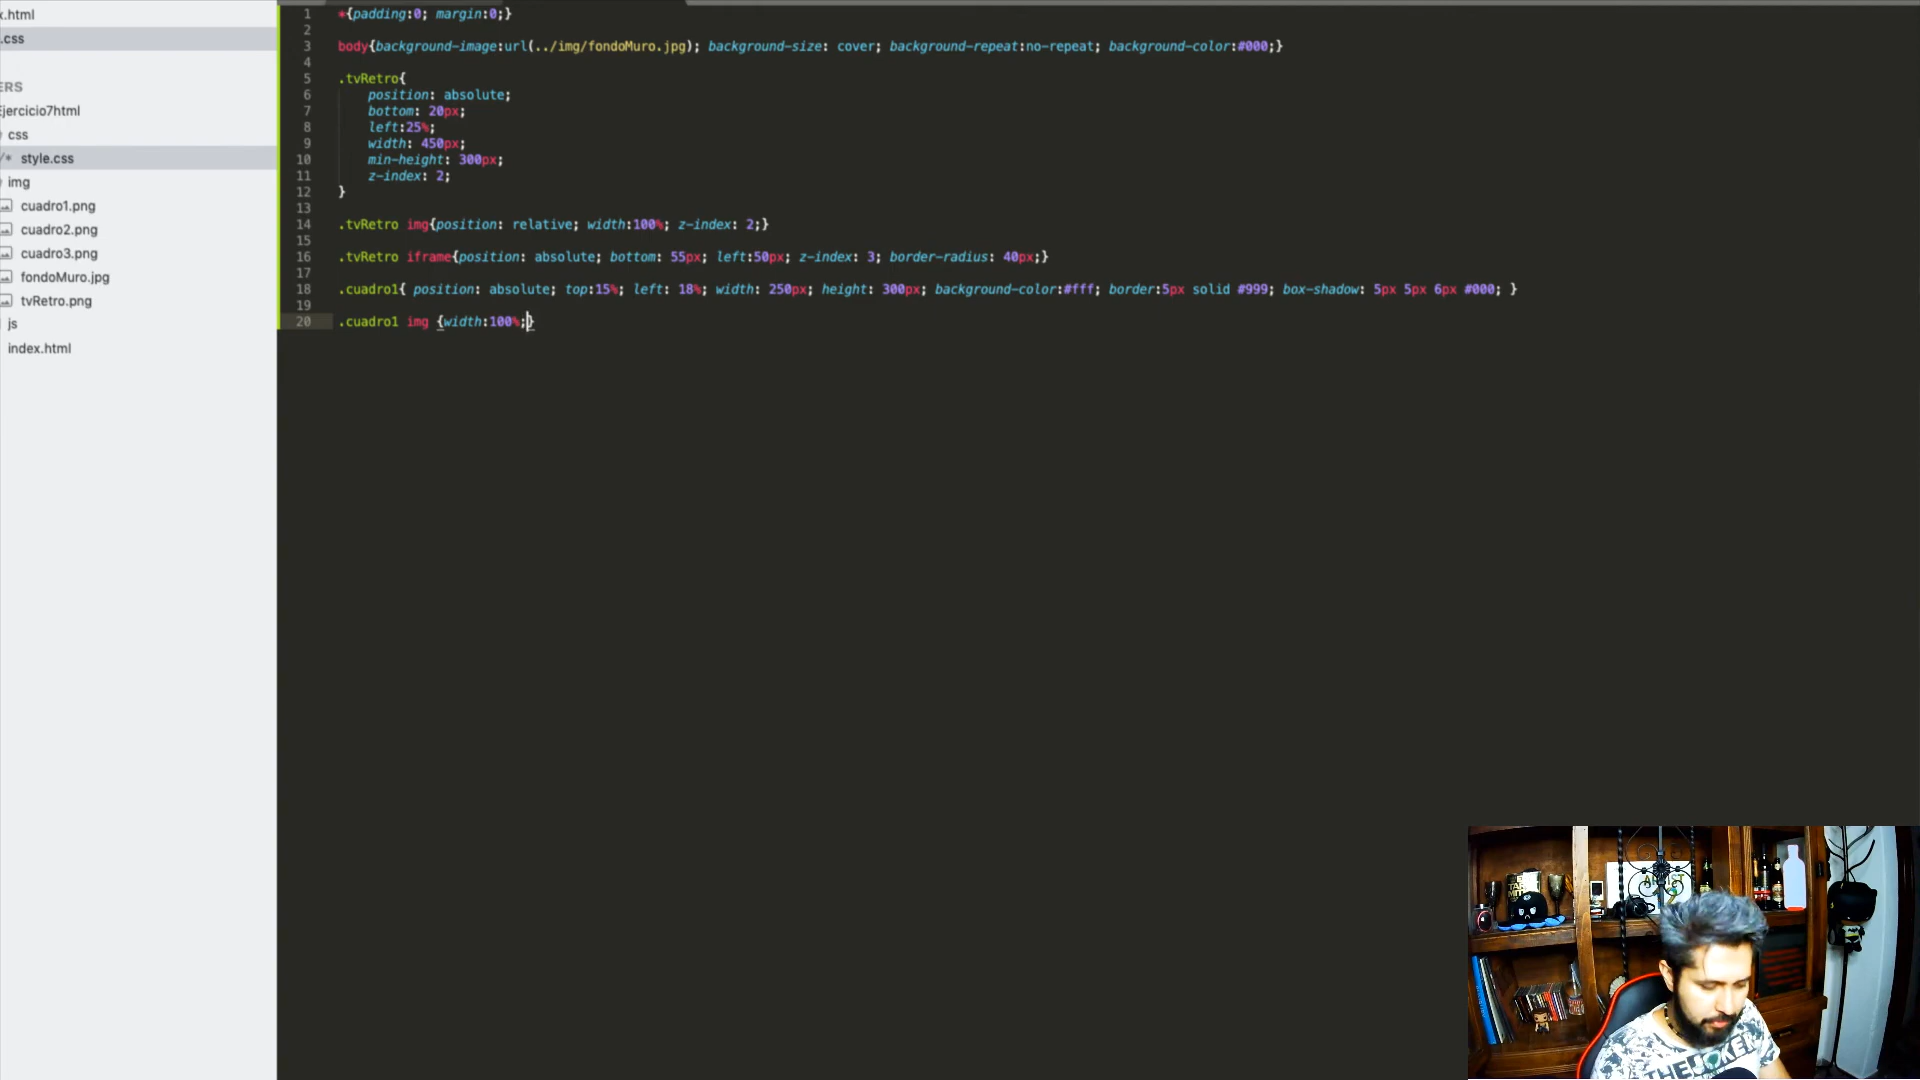 x.html
.css
ERS
Ejercicio7html
css
/* style.css
img
cuadro1.png
cuadro2.png
cuadro3.png
fondoMuro.jpg
tvRetro.png
js
index.html
1 *{padding:0; margin:0;}
2
3 body{background-image:url(../img/fondoMuro.jpg); background-size: cover; background-repeat:no-repeat; background-color:#000;}
4
5 .tvRetro{
6 position: absolute;
7 bottom: 20px;
8 left:25%;
9 width: 450px;
10 min-height: 300px;
11 z-index: 2;
12 }
13
14 .tvRetro img{position: relative; width:100%; z-index: 2;}
15
16 .tvRetro iframe{position: absolute; bottom: 55px; left:50px; z-index: 3; border-radius: 40px;}
17
18 .cuadro1{ position: absolute; top:15%; left: 18%; width: 250px; height: 300px; background-color:#fff; border:5px solid #999; box-shadow: 5px 5px 6px #000; }
19
20 .cuadro1 img {width:100%;}
THE JOKER